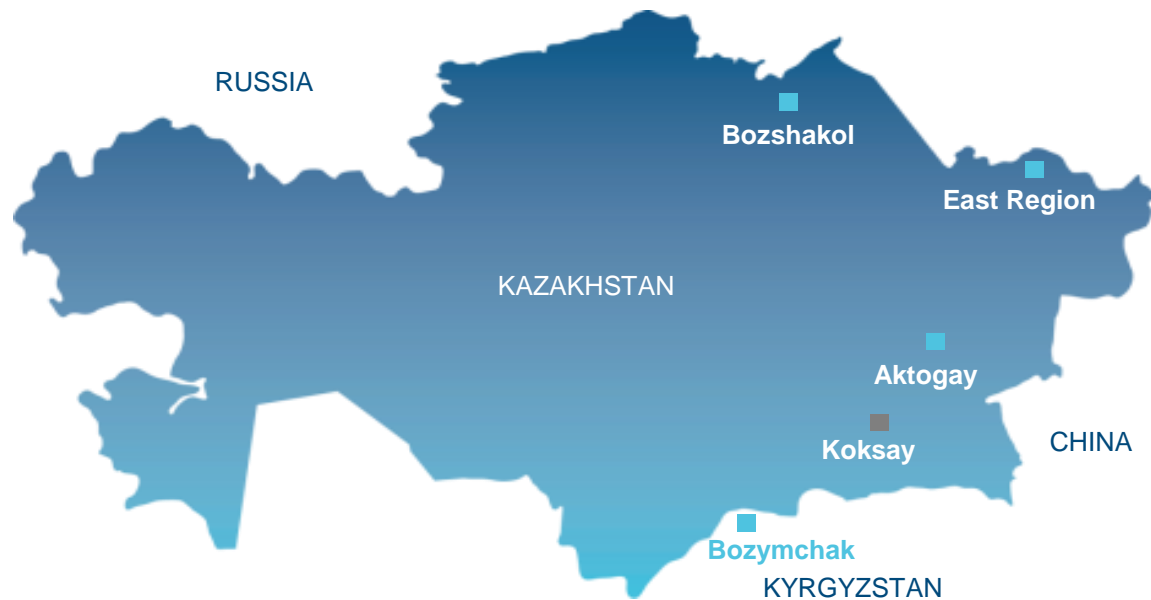 RUSSIA
Bozshakol
East Region
KAZAKHSTAN
Aktogay
Koksay
CHINA
Bozymchak
KYRGYZSTAN